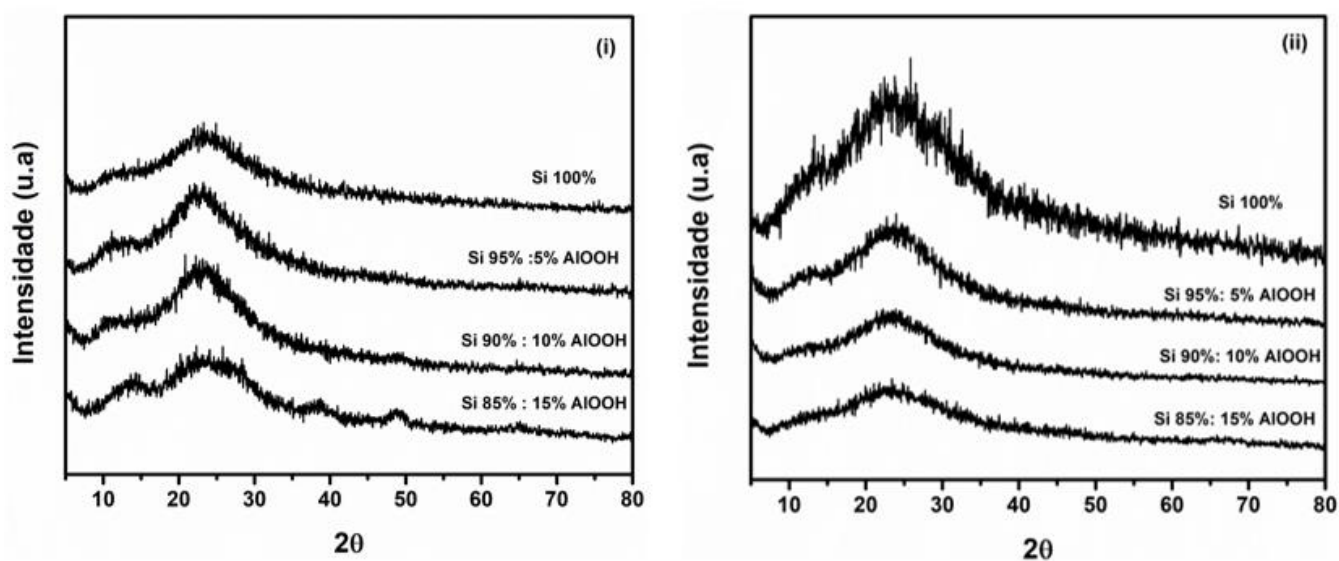 (i)
Intensidade (u.a)
Si 100%
Si 95% :5% AlOOH
Si 90% : 10% AlOOH
Si 85% : 15% AlOOH
10 20 30 40 50 60 70 80
2θ
(ii)
Intensidade (u.a)
Si 100%
Si 95%: 5% AlOOH
Si 90%: 10% AlOOH
Si 85%: 15% AlOOH
10 20 30 40 50 60 70 80
2θ